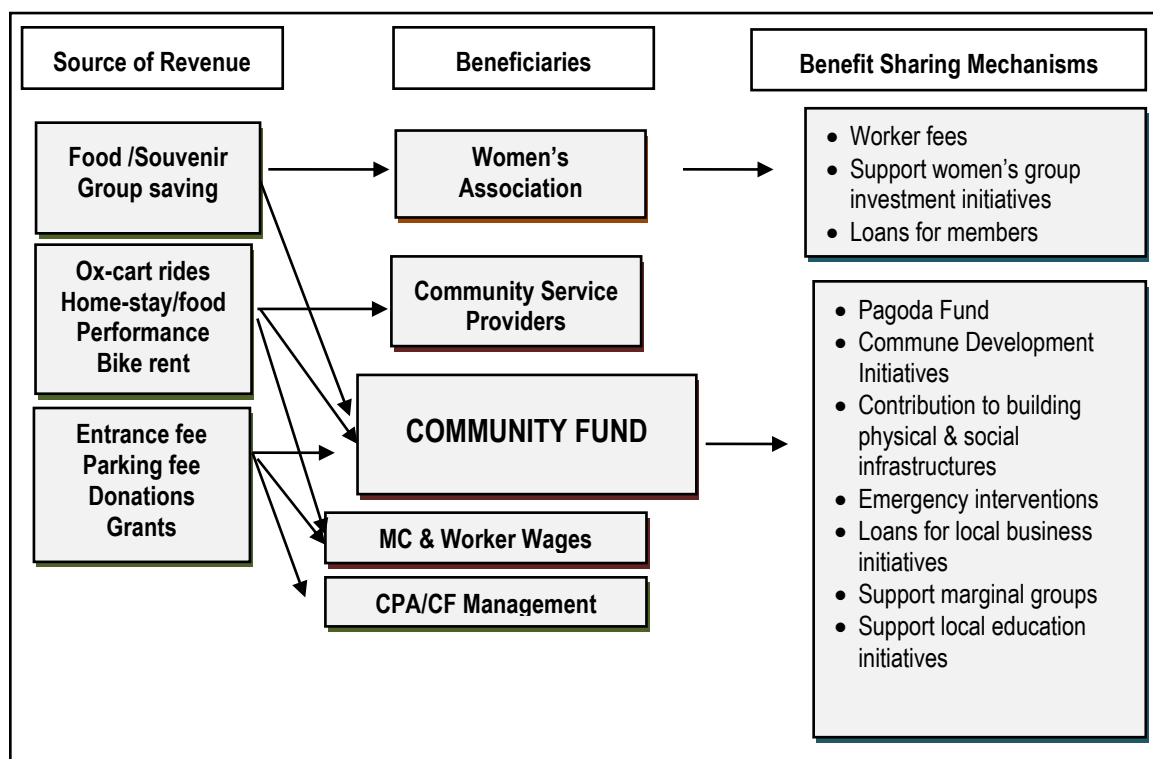 Source of Revenue
Beneficiaries
Benefit Sharing Mechanisms
Food /Souvenir
Group saving
Women's
Association
• Worker fees
• Support women's group
investment initiatives
• Loans for members
Ox-cart rides
Home-stay/food
Performance
Bike rent
Community Service
Providers
Entrance fee
Parking fee
Donations
Grants
COMMUNITY FUND
MC & Worker Wages
CPA/CF Management
• Pagoda Fund
• Commune Development
Initiatives
• Contribution to building
physical & social
infrastructures
• Emergency interventions
• Loans for local business
initiatives
• Support marginal groups
• Support local education
initiatives